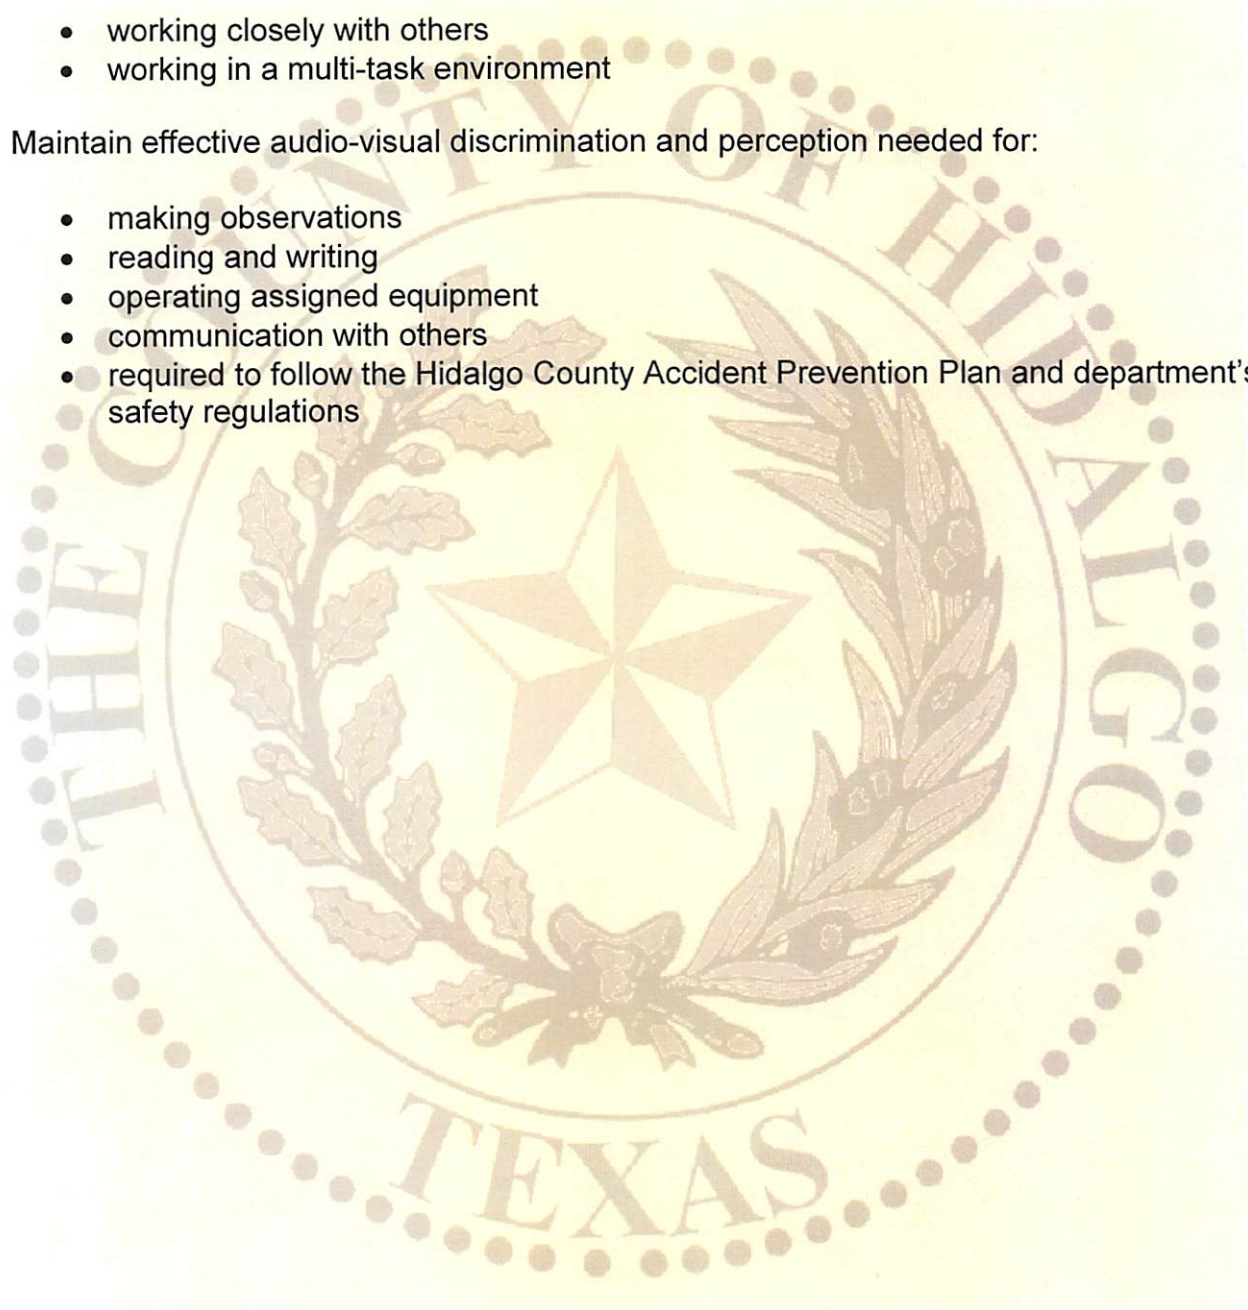 • working closely with others
• working in a multi-task environment
Maintain effective audio-visual discrimination and perception needed for:
• making observations
• reading and writing
• operating assigned equipment
• communication with others
• required to follow the Hidalgo County Accident Prevention Plan and department's
safety regulations
THE COUNTY OF HIDALGO
TEXAS